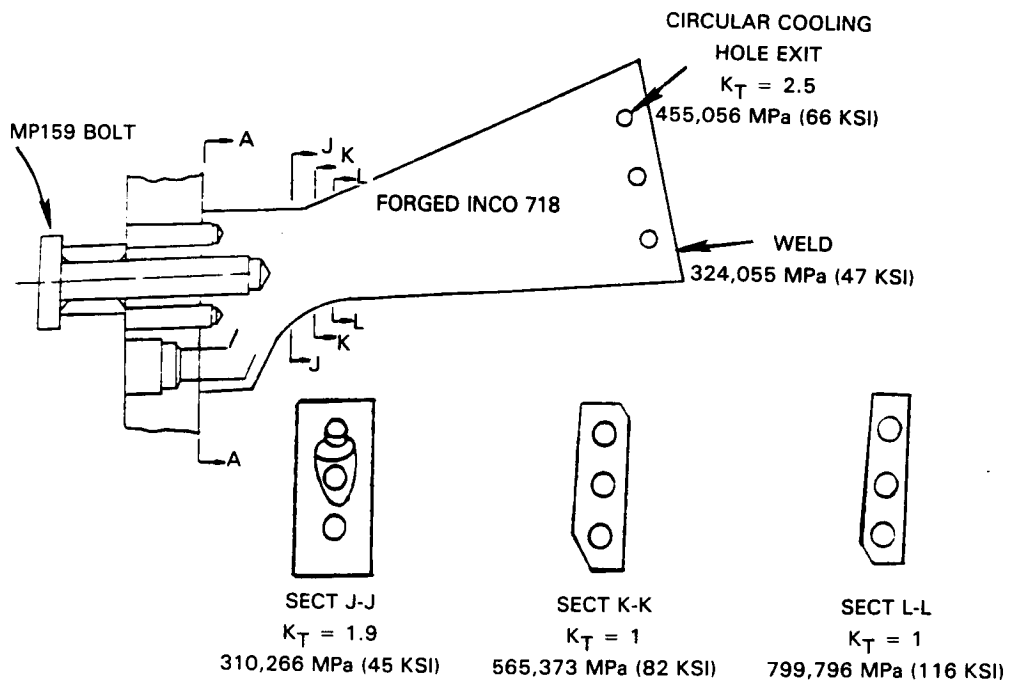 CIRCULAR COOLING
HOLE EXIT
K_T = 2.5
455,056 MPa (66 KSI)
MP159 BOLT
A
J
K
L
FORGED INCO 718
WELD
324,055 MPa (47 KSI)
L
K
J
A
SECT J-J
K_T = 1.9
310,266 MPa (45 KSI)
SECT K-K
K_T = 1
565,373 MPa (82 KSI)
SECT L-L
K_T = 1
799,796 MPa (116 KSI)